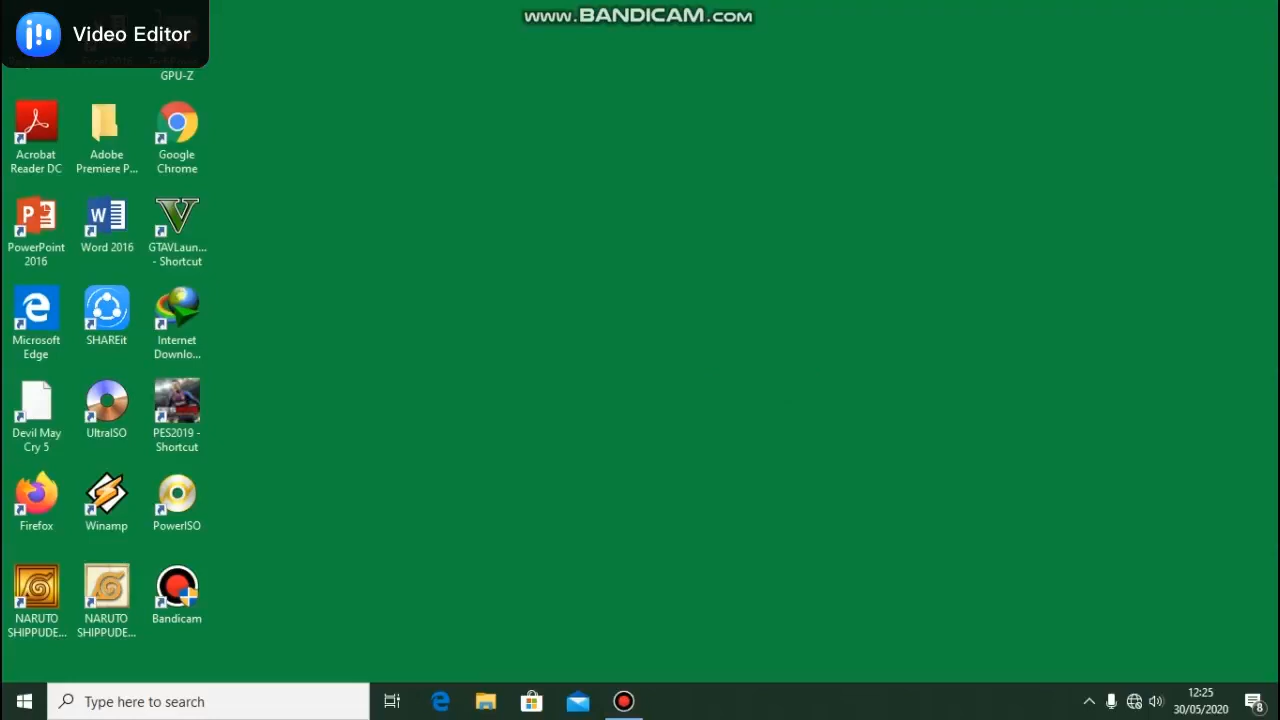 Video Editor
www.BANDICAM.com
GPU-Z
Acrobat
Reader DC
Adobe
Premiere P...
Google
Chrome
PowerPoint
2016
Word 2016
GTAVLaun...
- Shortcut
Microsoft
Edge
SHAREit
Internet
Downlo...
Devil May
Cry 5
UltraISO
PES2019 -
Shortcut
Firefox
Winamp
PowerISO
NARUTO
SHIPPUDE...
NARUTO
SHIPPUDE...
Bandicam
Type here to search
12:25
30/05/2020
8